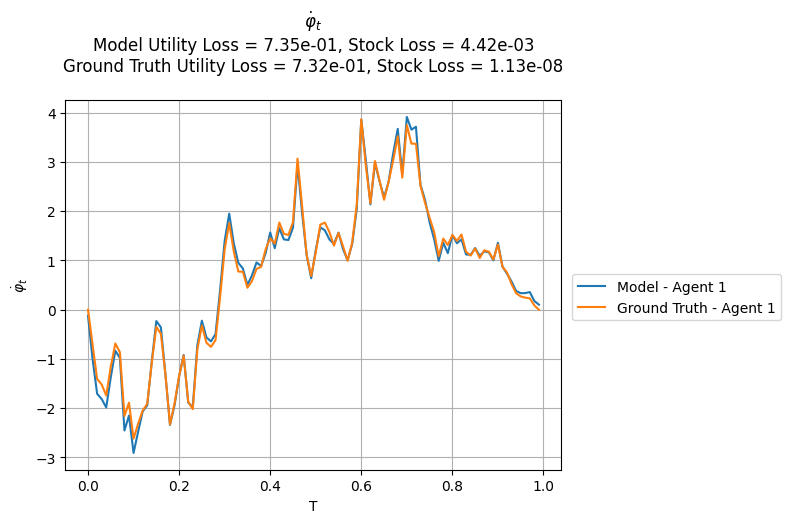 φ̇ₜ
Model Utility Loss = 7.35e-01, Stock Loss = 4.42e-03
Ground Truth Utility Loss = 7.32e-01, Stock Loss = 1.13e-08
4
3
2
1
0
−1
−2
−3
φ̇ₜ
0.0 0.2 0.4 0.6 0.8 1.0
T
Model - Agent 1
Ground Truth - Agent 1